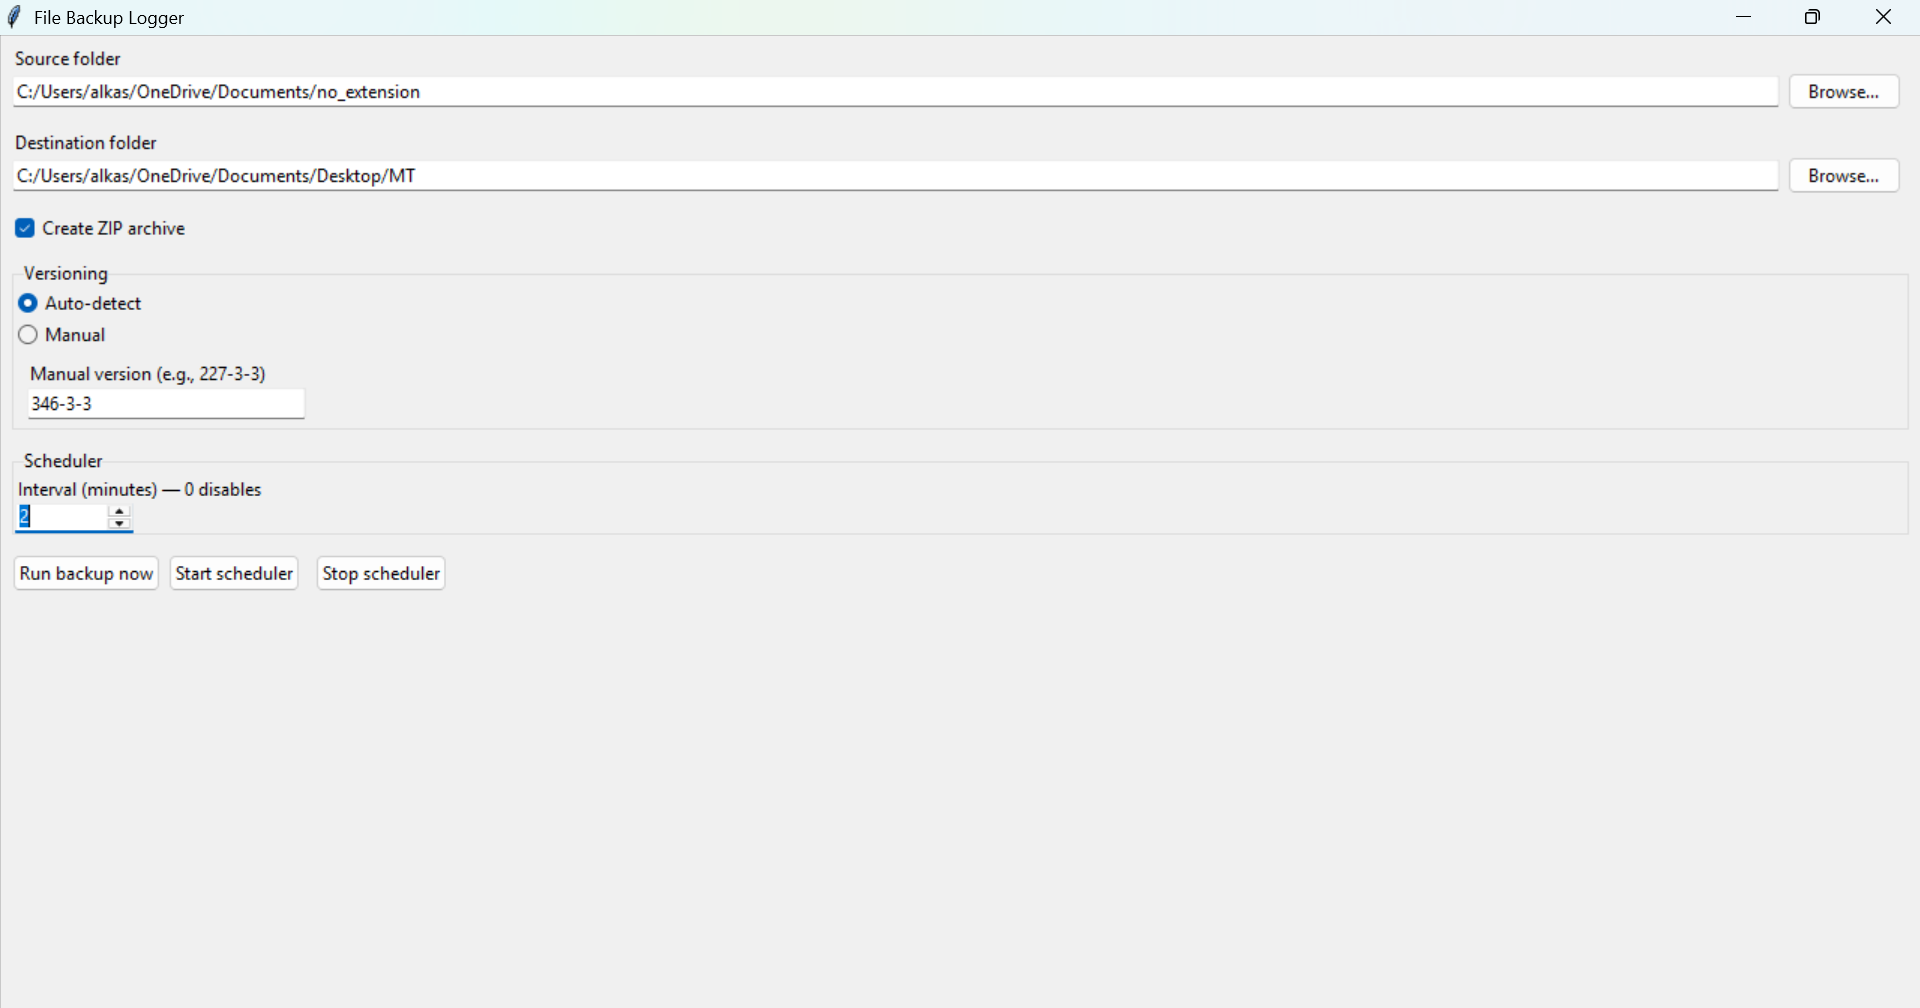 File Backup Logger
Source folder
C:/Users/alkas/OneDrive/Documents/no_extension
Browse...
Destination folder
C:/Users/alkas/OneDrive/Documents/Desktop/MT
Browse...
Create ZIP archive
Versioning
Auto-detect
Manual
Manual version (e.g., 227-3-3)
346-3-3
Scheduler
Interval (minutes) — 0 disables
2
Run backup now Start scheduler Stop scheduler